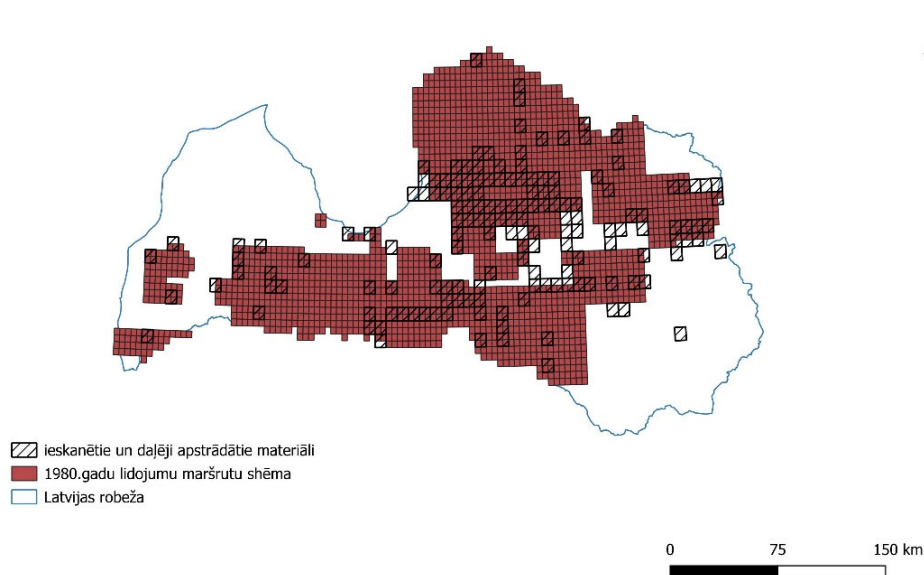 ieskanētie un daļēji apstrādātie materiāli
1980.gadu lidojumu maršrutu shēma
Latvijas robeža
0 75 150 km